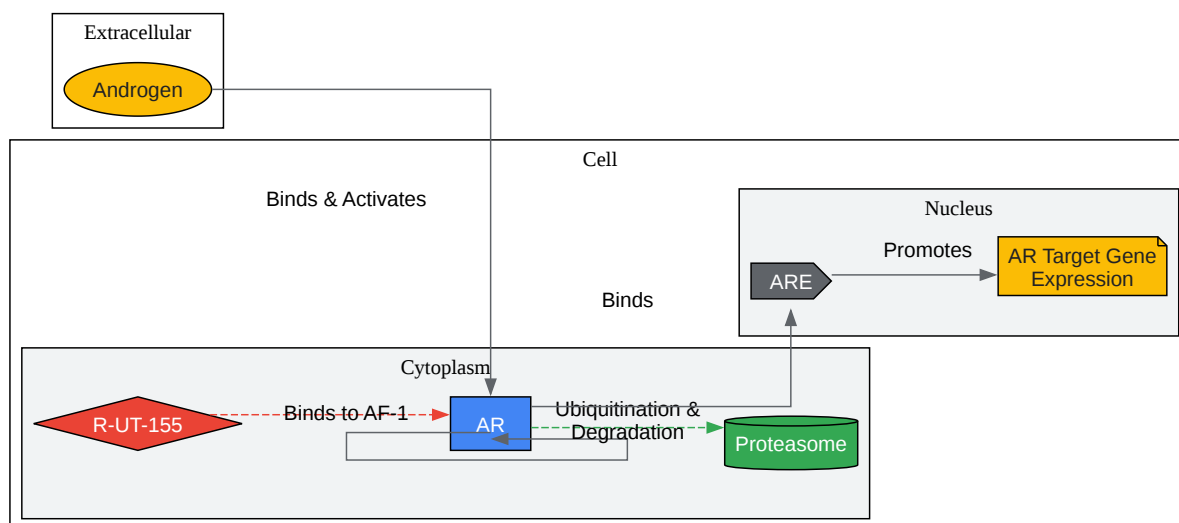 Extracellular
Androgen
Cell
Binds & Activates
Nucleus
Promotes
AR Target Gene
Expression
ARE
Binds
Cytoplasm
R-UT-155
Binds to AF-1
AR
Ubiquitination &
Degradation
Proteasome